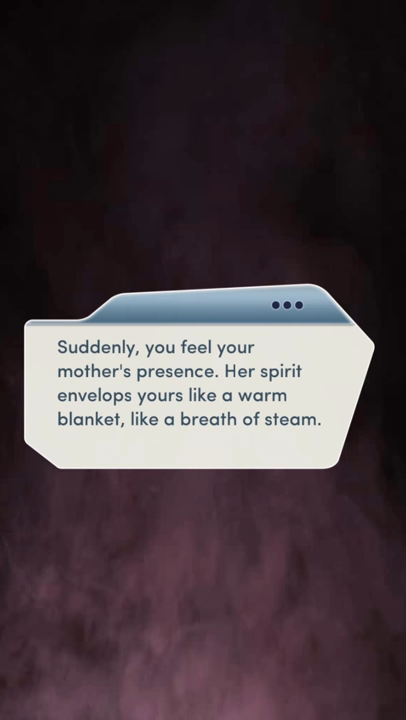 Suddenly, you feel your
mother's presence. Her spirit
envelops yours like a warm
blanket, like a breath of steam.